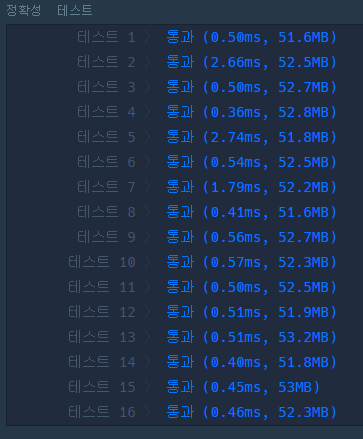 정확성 테스트
테스트 1 〉 통과 (0.50ms, 51.6MB)
테스트 2 〉 통과 (2.66ms, 52.5MB)
테스트 3 〉 통과 (0.50ms, 52.7MB)
테스트 4 〉 통과 (0.36ms, 52.8MB)
테스트 5 〉 통과 (2.74ms, 51.8MB)
테스트 6 〉 통과 (0.54ms, 52.5MB)
테스트 7 〉 통과 (1.79ms, 52.2MB)
테스트 8 〉 통과 (0.41ms, 51.6MB)
테스트 9 〉 통과 (0.56ms, 52.7MB)
테스트 10 〉 통과 (0.57ms, 52.3MB)
테스트 11 〉 통과 (0.50ms, 52.5MB)
테스트 12 〉 통과 (0.51ms, 51.9MB)
테스트 13 〉 통과 (0.51ms, 53.2MB)
테스트 14 〉 통과 (0.40ms, 51.8MB)
테스트 15 〉 통과 (0.45ms, 53MB)
테스트 16 〉 통과 (0.46ms, 52.3MB)